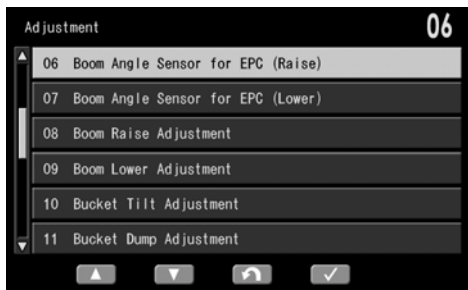 Adjustment 06
06 Boom Angle Sensor for EPC (Raise)
07 Boom Angle Sensor for EPC (Lower)
08 Boom Raise Adjustment
09 Boom Lower Adjustment
10 Bucket Tilt Adjustment
11 Bucket Dump Adjustment